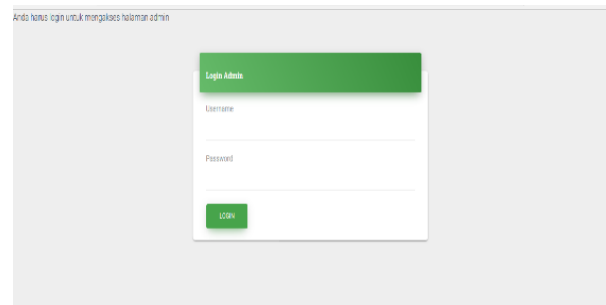 Anda harus login untuk mengakses halaman admin
Login Admin
Username
Password
LOGIN